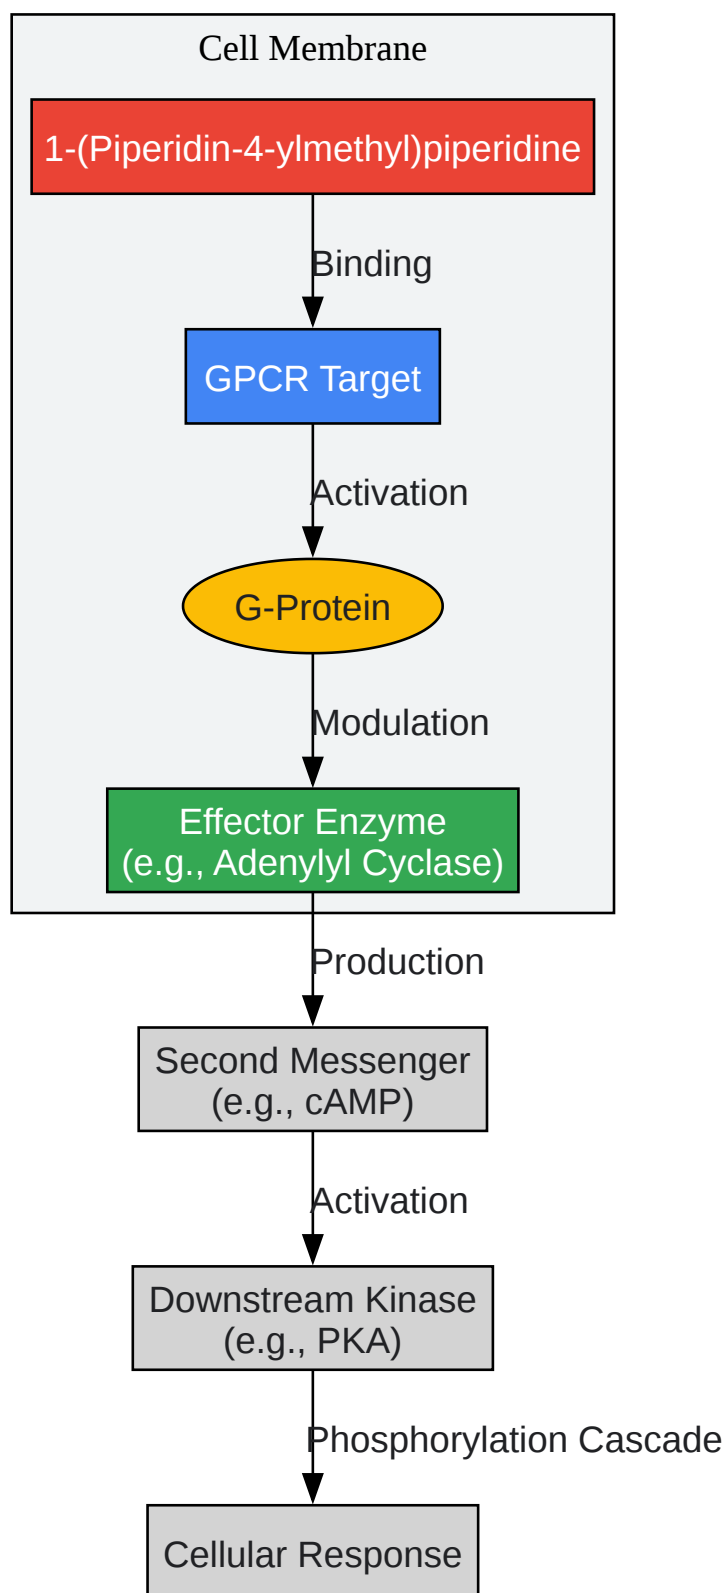 Cell Membrane
1-(Piperidin-4-ylmethyl)piperidine
Binding
GPCR Target
Activation
G-Protein
Modulation
Effector Enzyme
(e.g., Adenylyl Cyclase)
Production
Second Messenger
(e.g., cAMP)
Activation
Downstream Kinase
(e.g., PKA)
Phosphorylation Cascade
Cellular Response